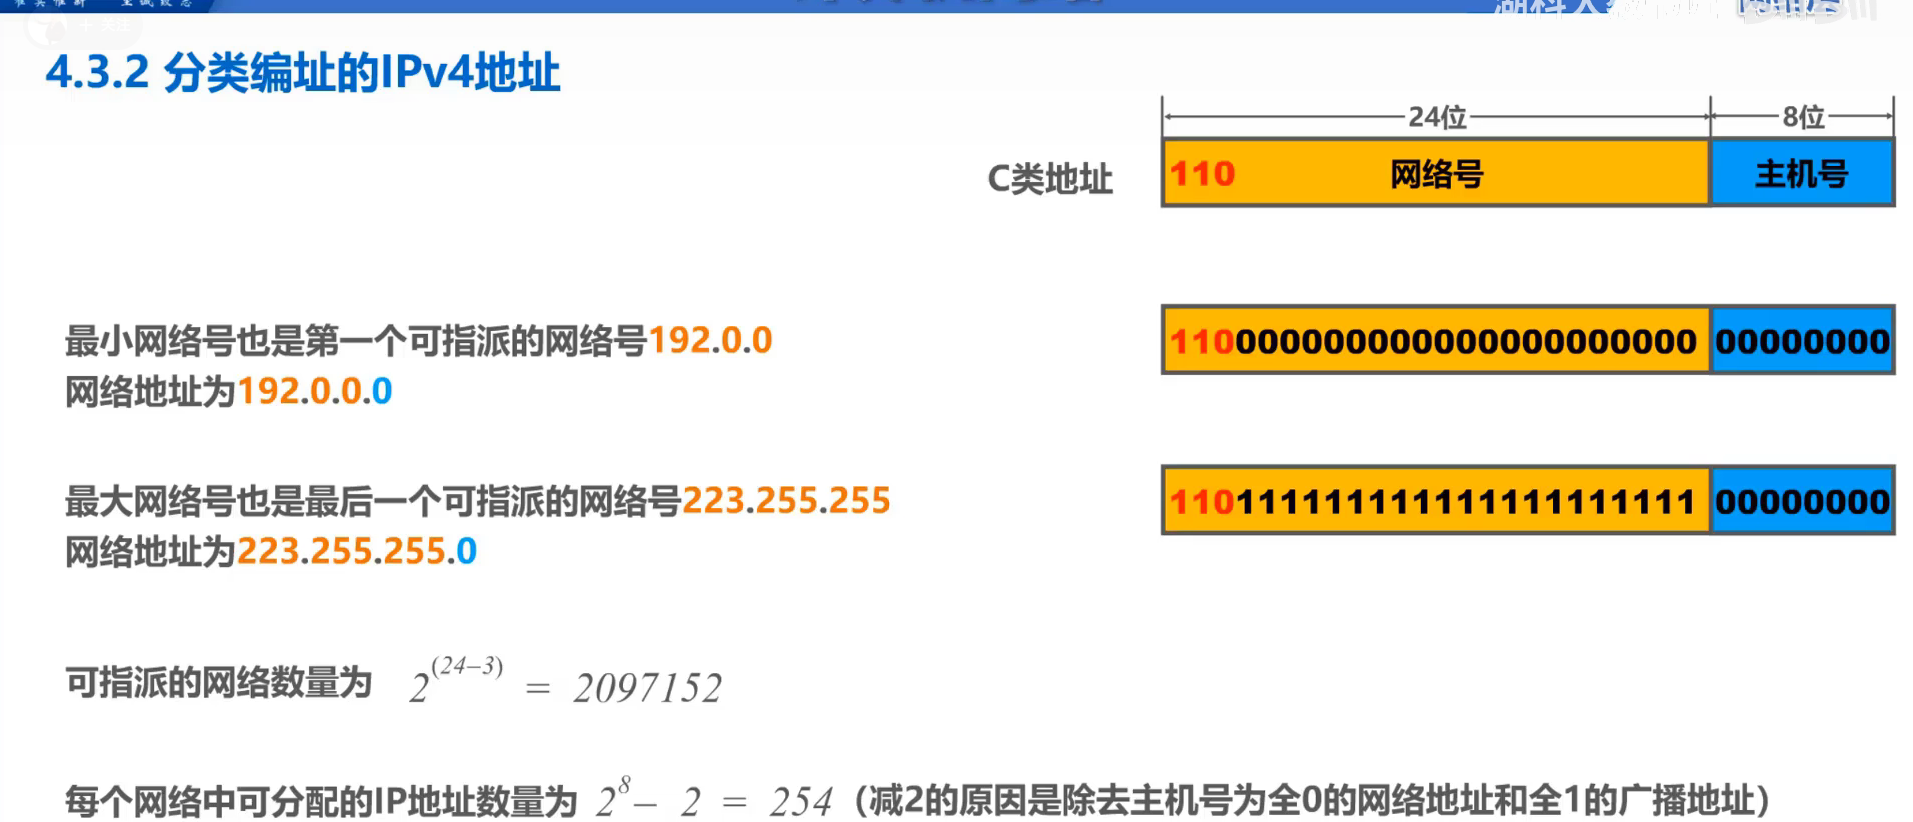 + 关注
4.3.2 分类编址的IPv4地址
24位 8位
C类地址 110 网络号 主机号
最小网络号也是第一个可指派的网络号192.0.0
网络地址为192.0.0.0
110000000000000000000000 00000000
最大网络号也是最后一个可指派的网络号223.255.255
网络地址为223.255.255.0
110111111111111111111111 00000000
可指派的网络数量为 2^(24-3) = 2097152
每个网络中可分配的IP地址数量为 2^8 - 2 = 254（减2的原因是除去主机号为全0的网络地址和全1的广播地址）